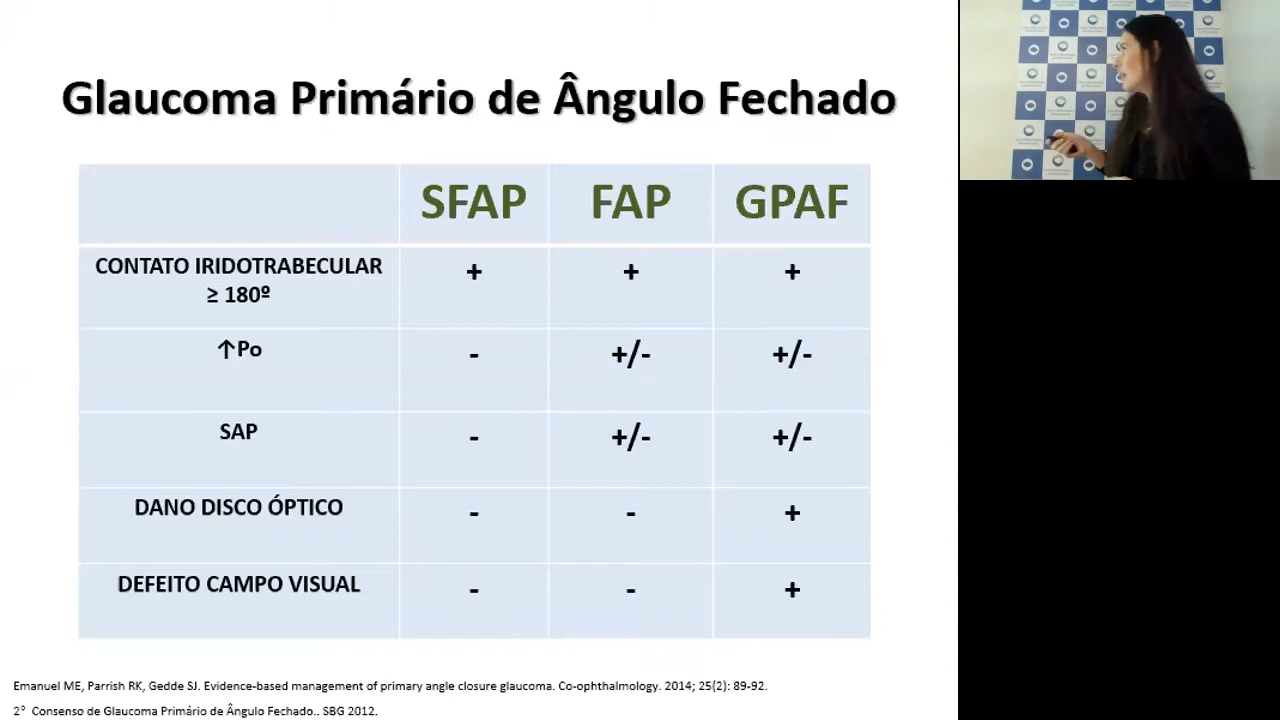 Glaucoma Primário de Ângulo Fechado
SFAP FAP GPAF
CONTATO IRIDOTRABECULAR
≥ 180º
+ + +
↑Po - +/- +/-
SAP - +/- +/-
DANO DISCO ÓPTICO - - +
DEFEITO CAMPO VISUAL - - +
Emanuel ME, Parrish RK, Gedde SJ. Evidence-based management of primary angle closure glaucoma. Co-ophthalmology. 2014; 25(2): 89-92.
2° Consenso de Glaucoma Primário de Ângulo Fechado.. SBG 2012.